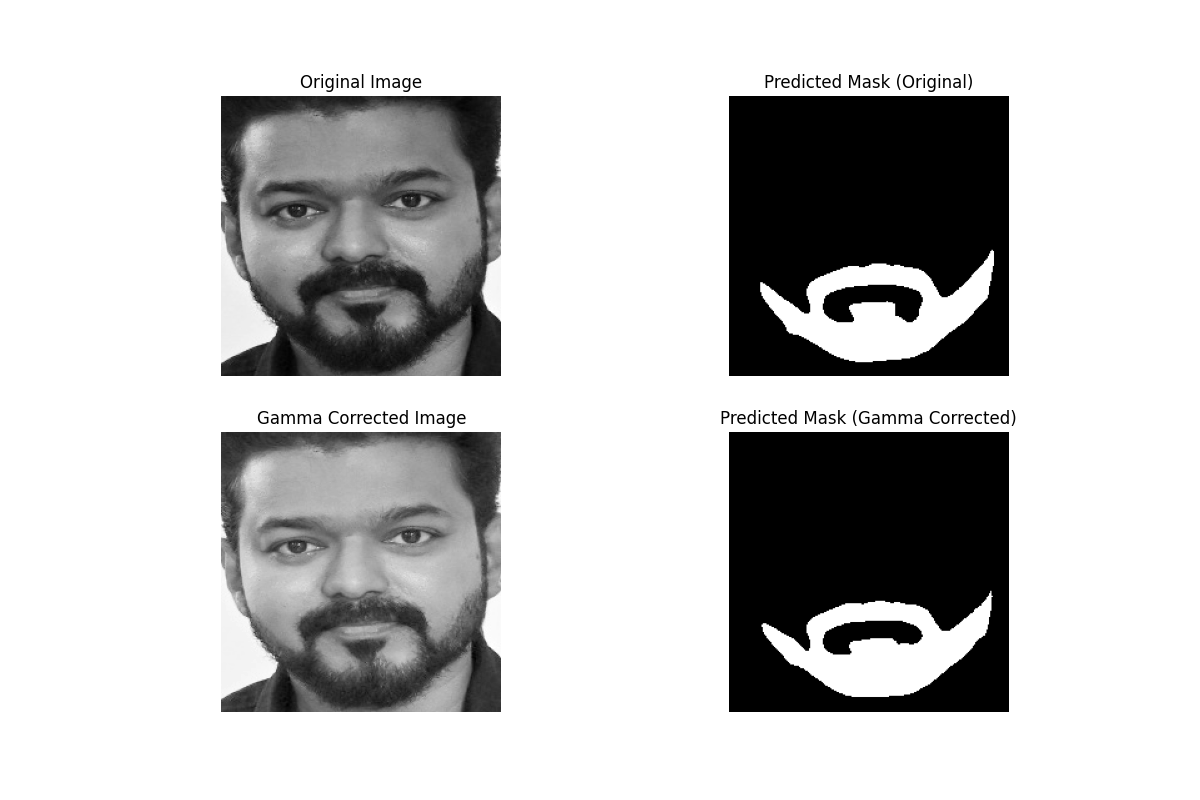 Original Image
Predicted Mask (Original)
Gamma Corrected Image
Predicted Mask (Gamma Corrected)